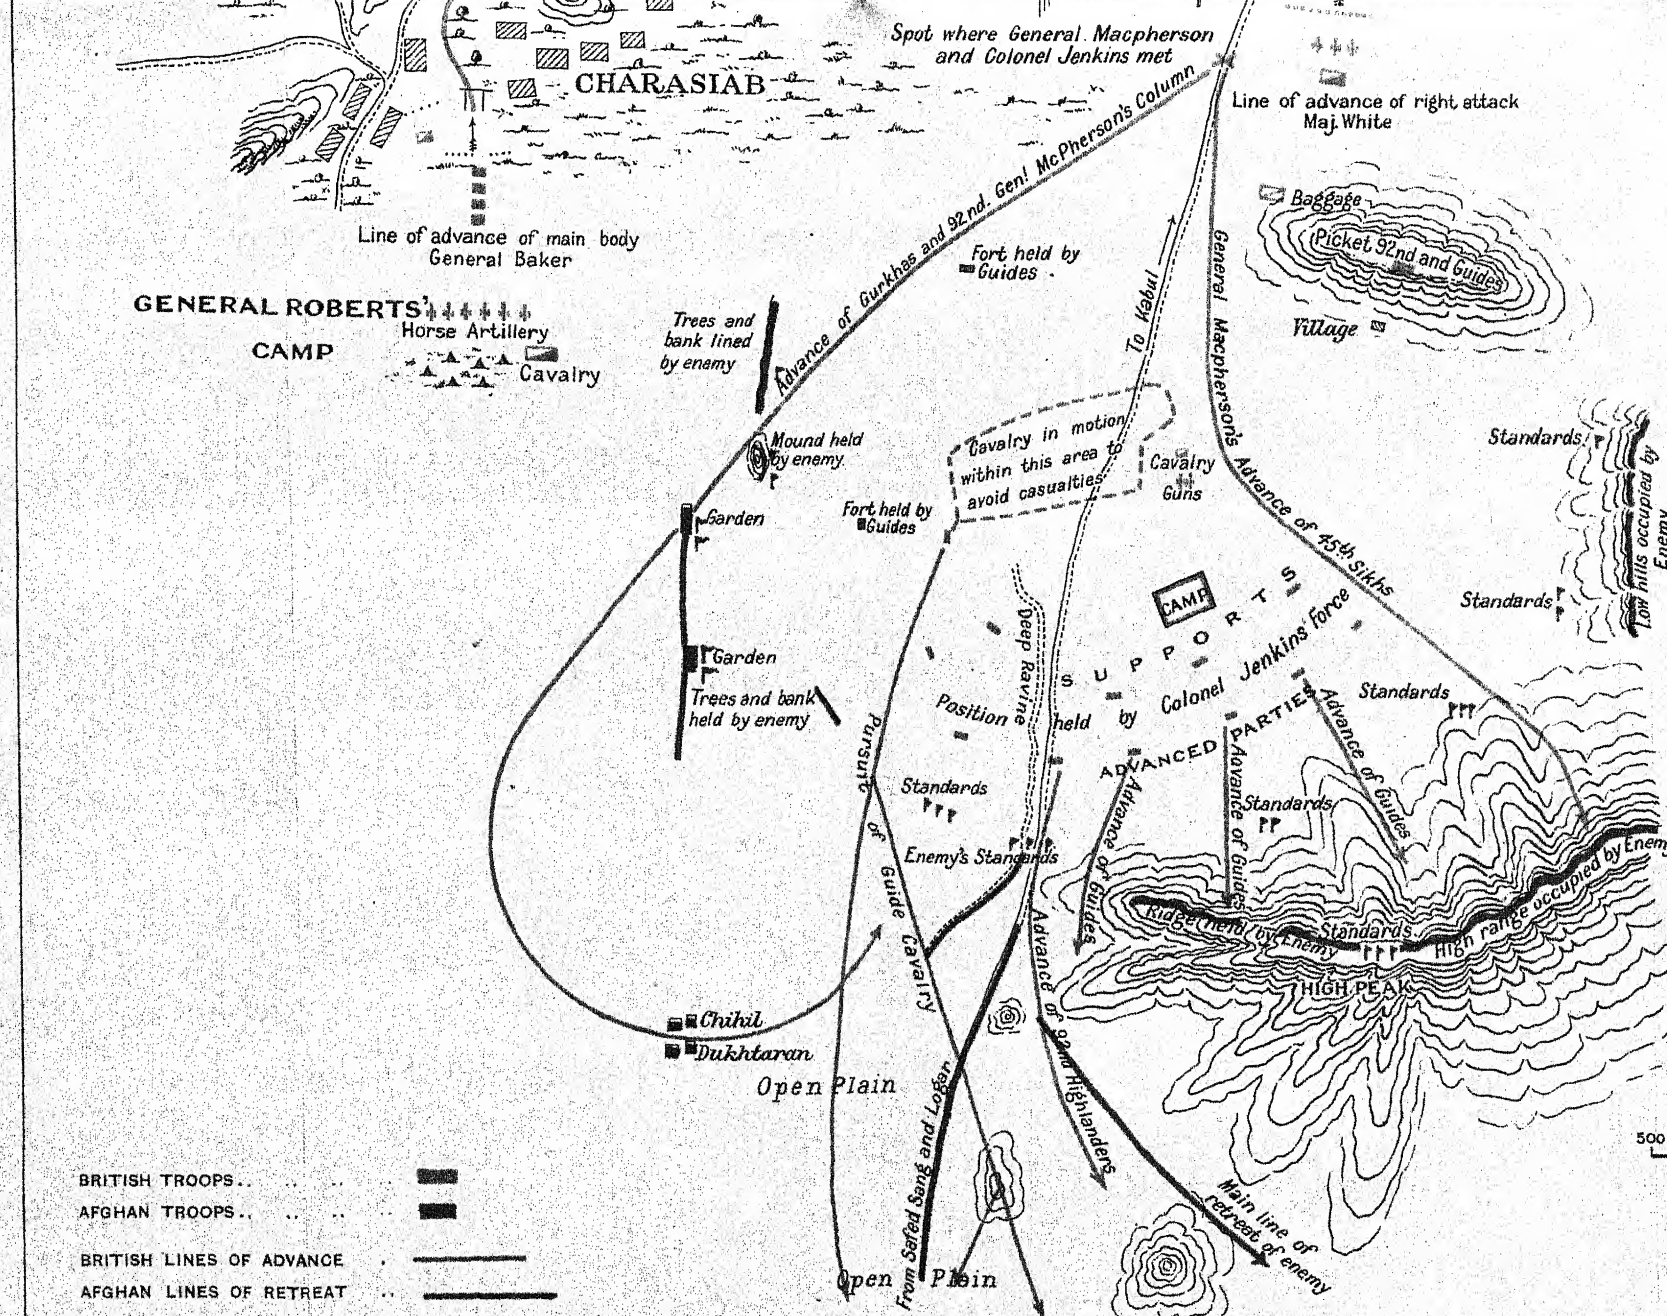 Spot where General Macpherson
and Colonel Jenkins met
CHARASIAB
Line of advance of right attack
Maj. White
Line of advance of main body
General Baker
GENERAL ROBERTS'
CAMP
Horse Artillery
Cavalry
Advance of Gurkhas and 92nd. Genl McPherson's Column
Fort held by
Guides
Trees and
bank lined
by enemy
Baggage
Picket 92nd and Guides
Village
To Kabul
General Macpherson's Advance of 45th Sikhs
Mound held
by enemy
Cavalry in motion
within this area to
avoid casualties
Cavalry
Guns
Standards
Low hills occupied by
Enemy
Garden
Fort held by
Guides
CAMP
Standards
Deep Ravine
SUPPORTS
Garden
Trees and bank
held by enemy
Position held by Colonel Jenkins' Force
ADVANCED PARTIES
Standards
Pursuit of Guide Cavalry
Standards
Advance of Guides
Advance of Guides
Advance of Guides
Standards
Enemy's Standards
Ridge held by Enemy
Standards
High range occupied by Enemy
HIGH PEAK
Advance of 92nd Highlanders
Chihil
Dukhtaran
Open Plain
From Safed Sang and Logar
Main line of
retreat of enemy
Open Plain
500
BRITISH TROOPS.. .. .. ..
AFGHAN TROOPS.. .. .. ..
BRITISH LINES OF ADVANCE .
AFGHAN LINES OF RETREAT ..